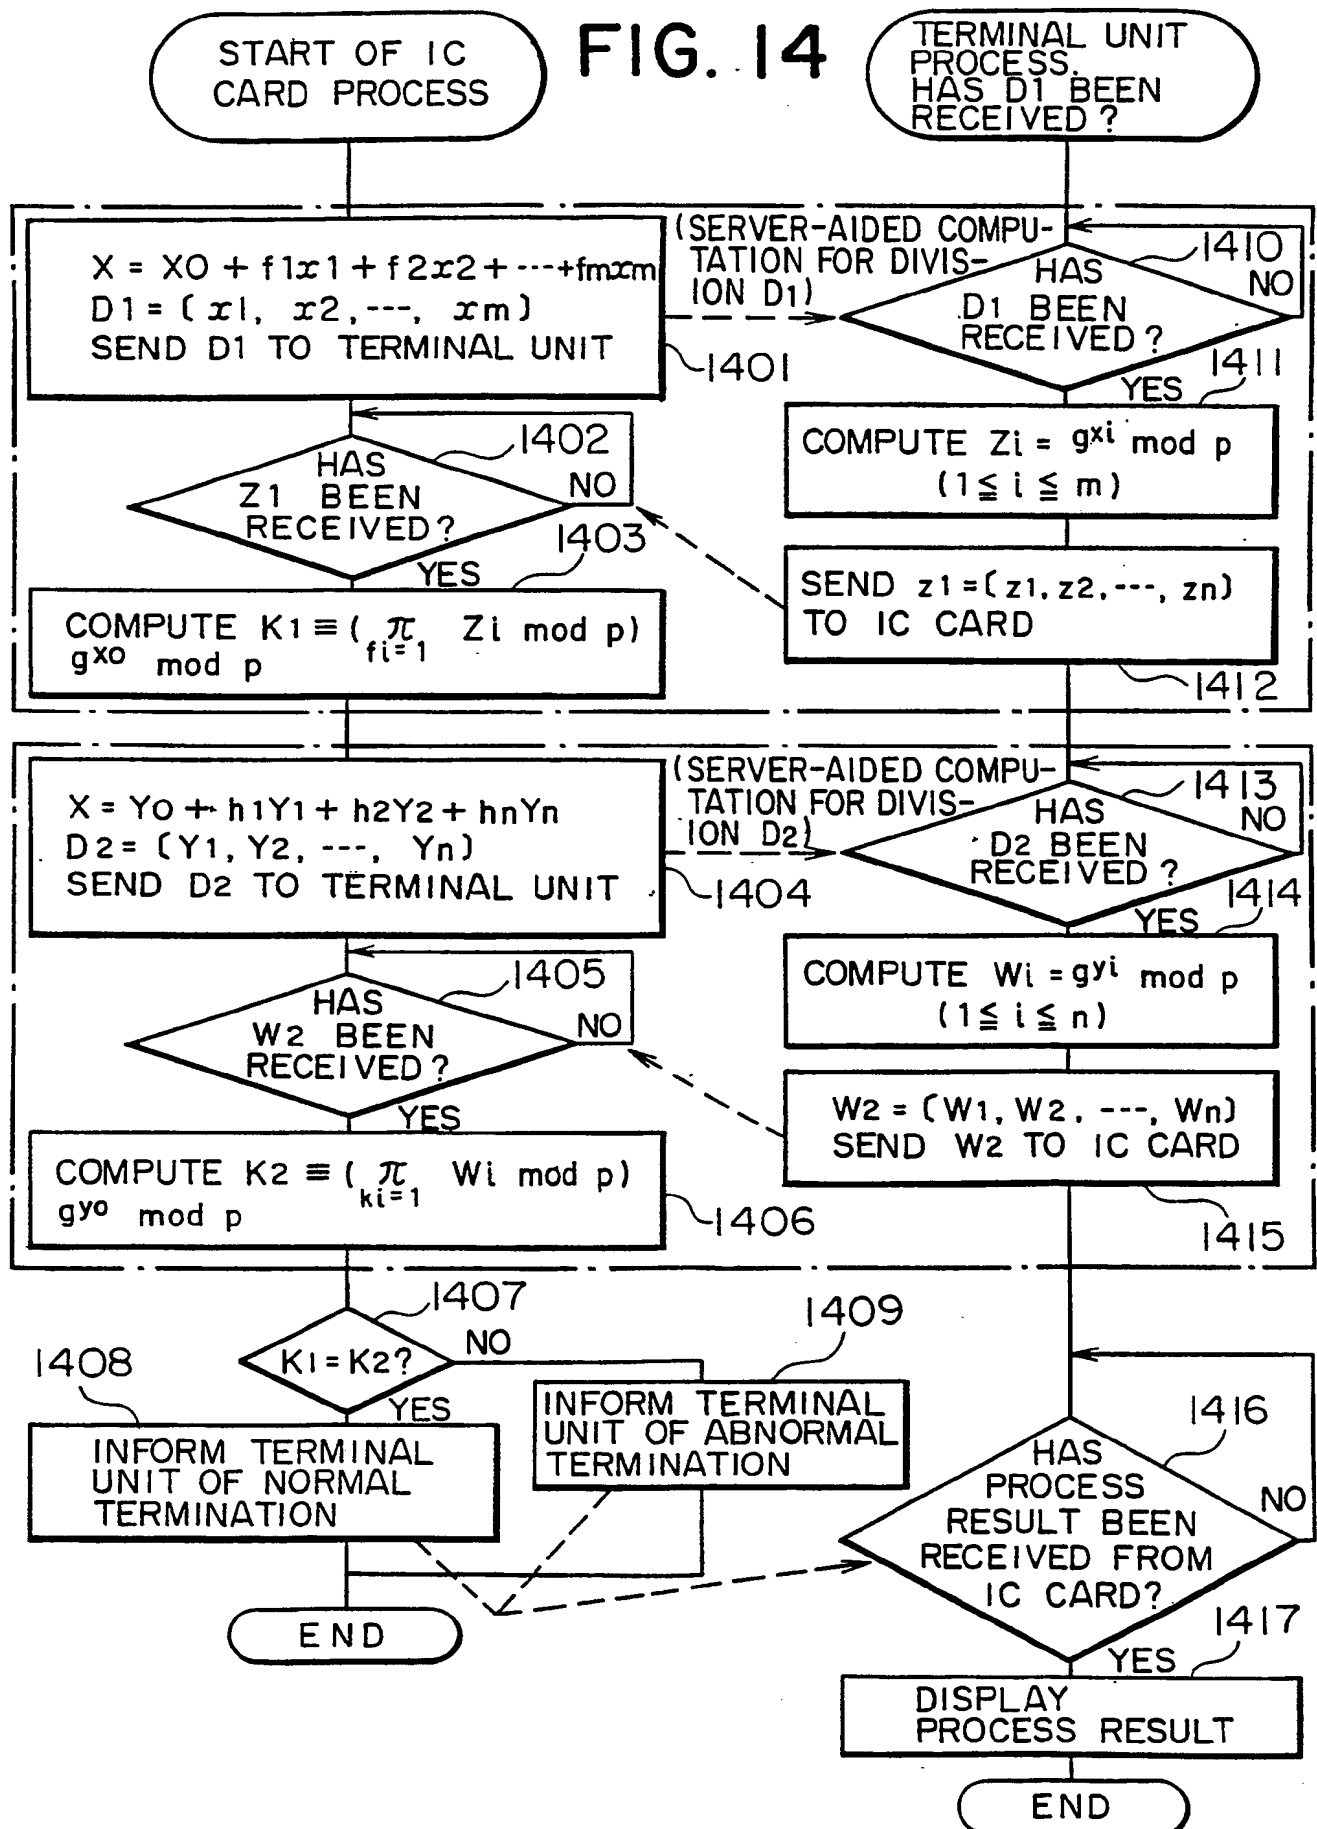 FIG. 14
START OF IC
CARD PROCESS
TERMINAL UNIT
PROCESS.
HAS D1 BEEN
RECEIVED?
X = X0 + f1x1 + f2x2 + ---+fmxm
D1 = (x1, x2,---, xm)
SEND D1 TO TERMINAL UNIT
1401
(SERVER-AIDED COMPU-
TATION FOR DIVIS-
ION D1)
1410
HAS
D1 BEEN
RECEIVED?
NO
YES
1411
COMPUTE Zi = gxi mod p
(1≦ i ≦ m)
1402
HAS
Z1 BEEN
RECEIVED?
NO
YES
1403
SEND z1=(z1,z2,---, zn)
TO IC CARD
1412
COMPUTE K1 ≡ ( π Zi mod p)
fi=1
gxo mod p
X = Y0 + h1Y1 + h2Y2 + hnYn
D2= (Y1, Y2, ---, Yn)
SEND D2 TO TERMINAL UNIT
1404
(SERVER-AIDED COMPU-
TATION FOR DIVIS-
ION D2)
1413
HAS
D2 BEEN
RECEIVED?
NO
YES
1414
COMPUTE Wi = gyi mod p
(1≦ i ≦ n)
1405
HAS
W2 BEEN
RECEIVED?
NO
YES
W2 = (W1, W2, ---, Wn)
SEND W2 TO IC CARD
1415
COMPUTE K2 ≡ ( π Wi mod p)
ki=1
gyo mod p
1406
1407
K1 = K2?
NO
YES
1408
INFORM TERMINAL
UNIT OF NORMAL
TERMINATION
1409
INFORM TERMINAL
UNIT OF ABNORMAL
TERMINATION
END
1416
HAS
PROCESS
RESULT BEEN
RECEIVED FROM
IC CARD?
NO
YES
1417
DISPLAY
PROCESS RESULT
END